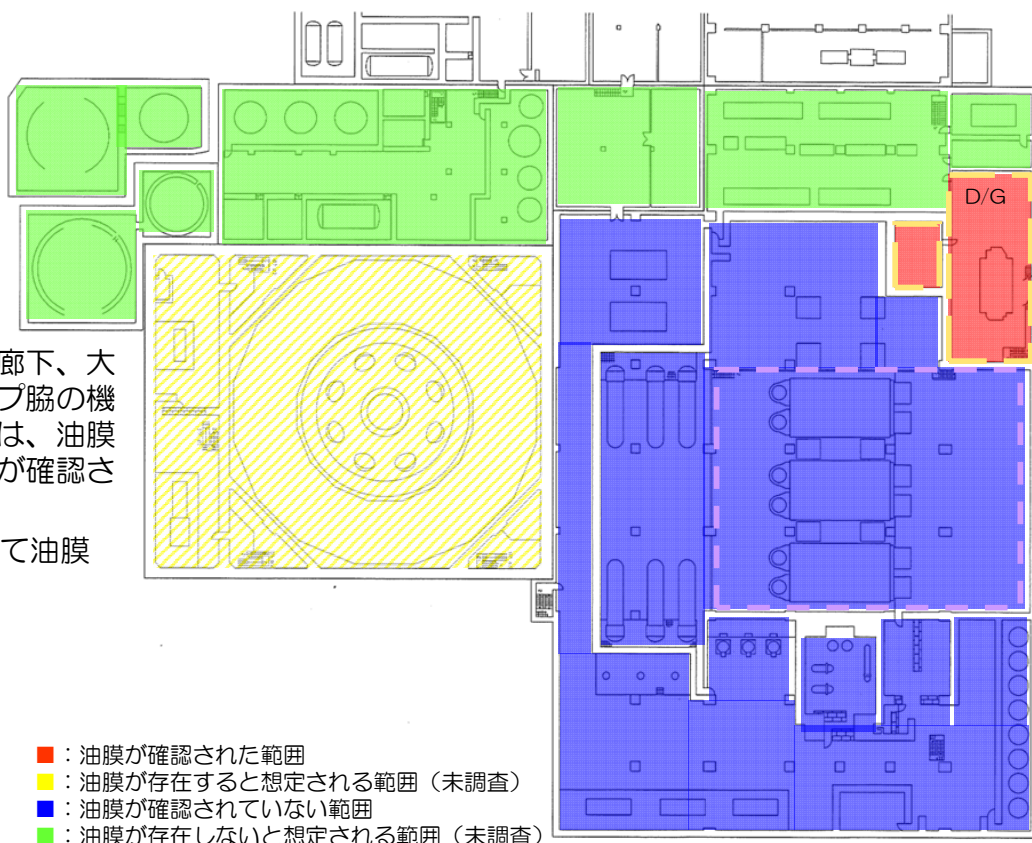 D/G
廊下、大
プ脇の機
は、油膜
が確認さ
て油膜
■：油膜が確認された範囲
■：油膜が存在すると想定される範囲（未調査）
■：油膜が確認されていない範囲
■：油膜が存在しないと想定される範囲（未調査）